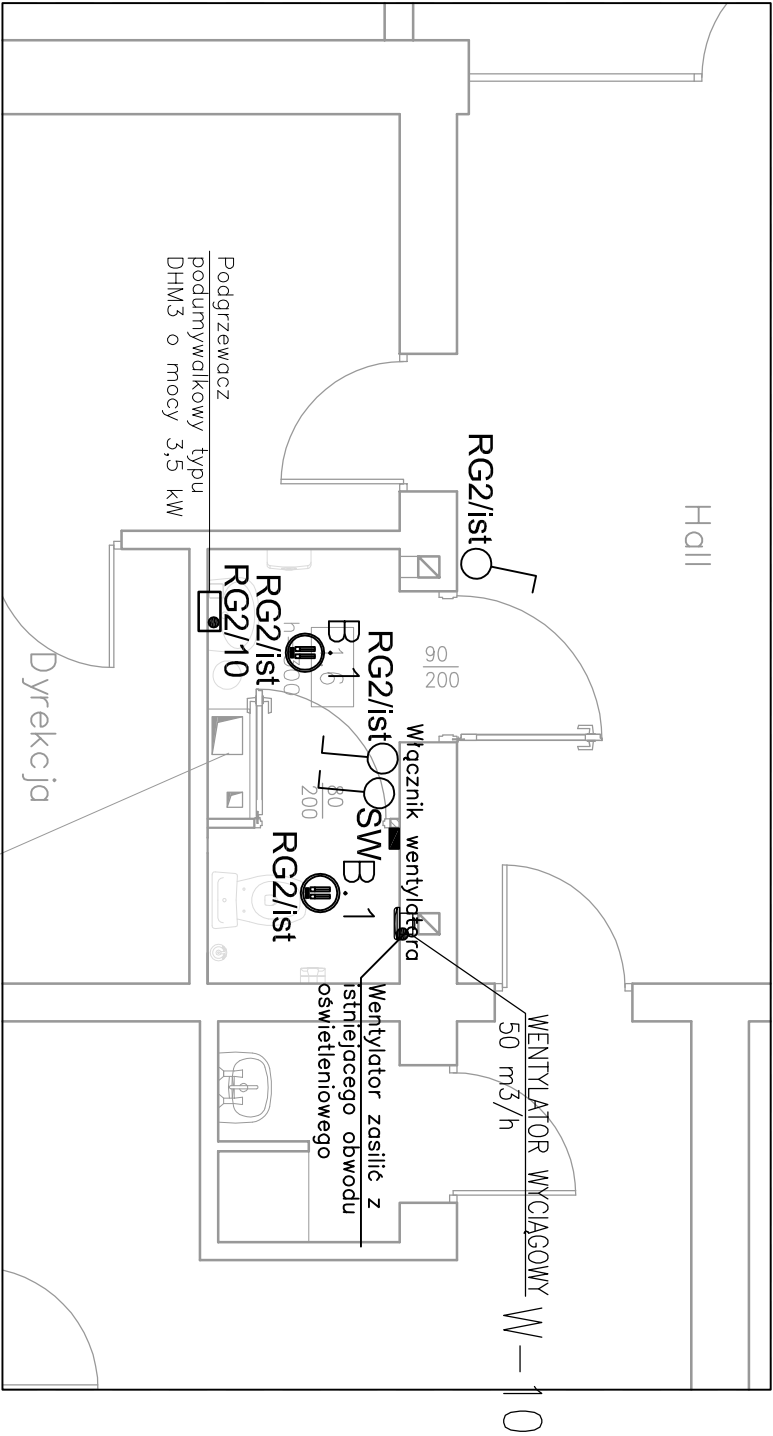 Hall
WENTYLATOR WYCIĄGOWY
50 m3/h
W-10
RG2/ist
90
200
Włącznik wentylatora
RG2/ist
SW
B.1
B.1
Wentylator zasilić z
istniejącego obwodu
oświetleniowego
80
200
RG2/ist
RG2/ist
RG2/10
Podgrzewacz
podumywalkowy typu
DHM3 o mocy 3,5 kW
Dyrekcja